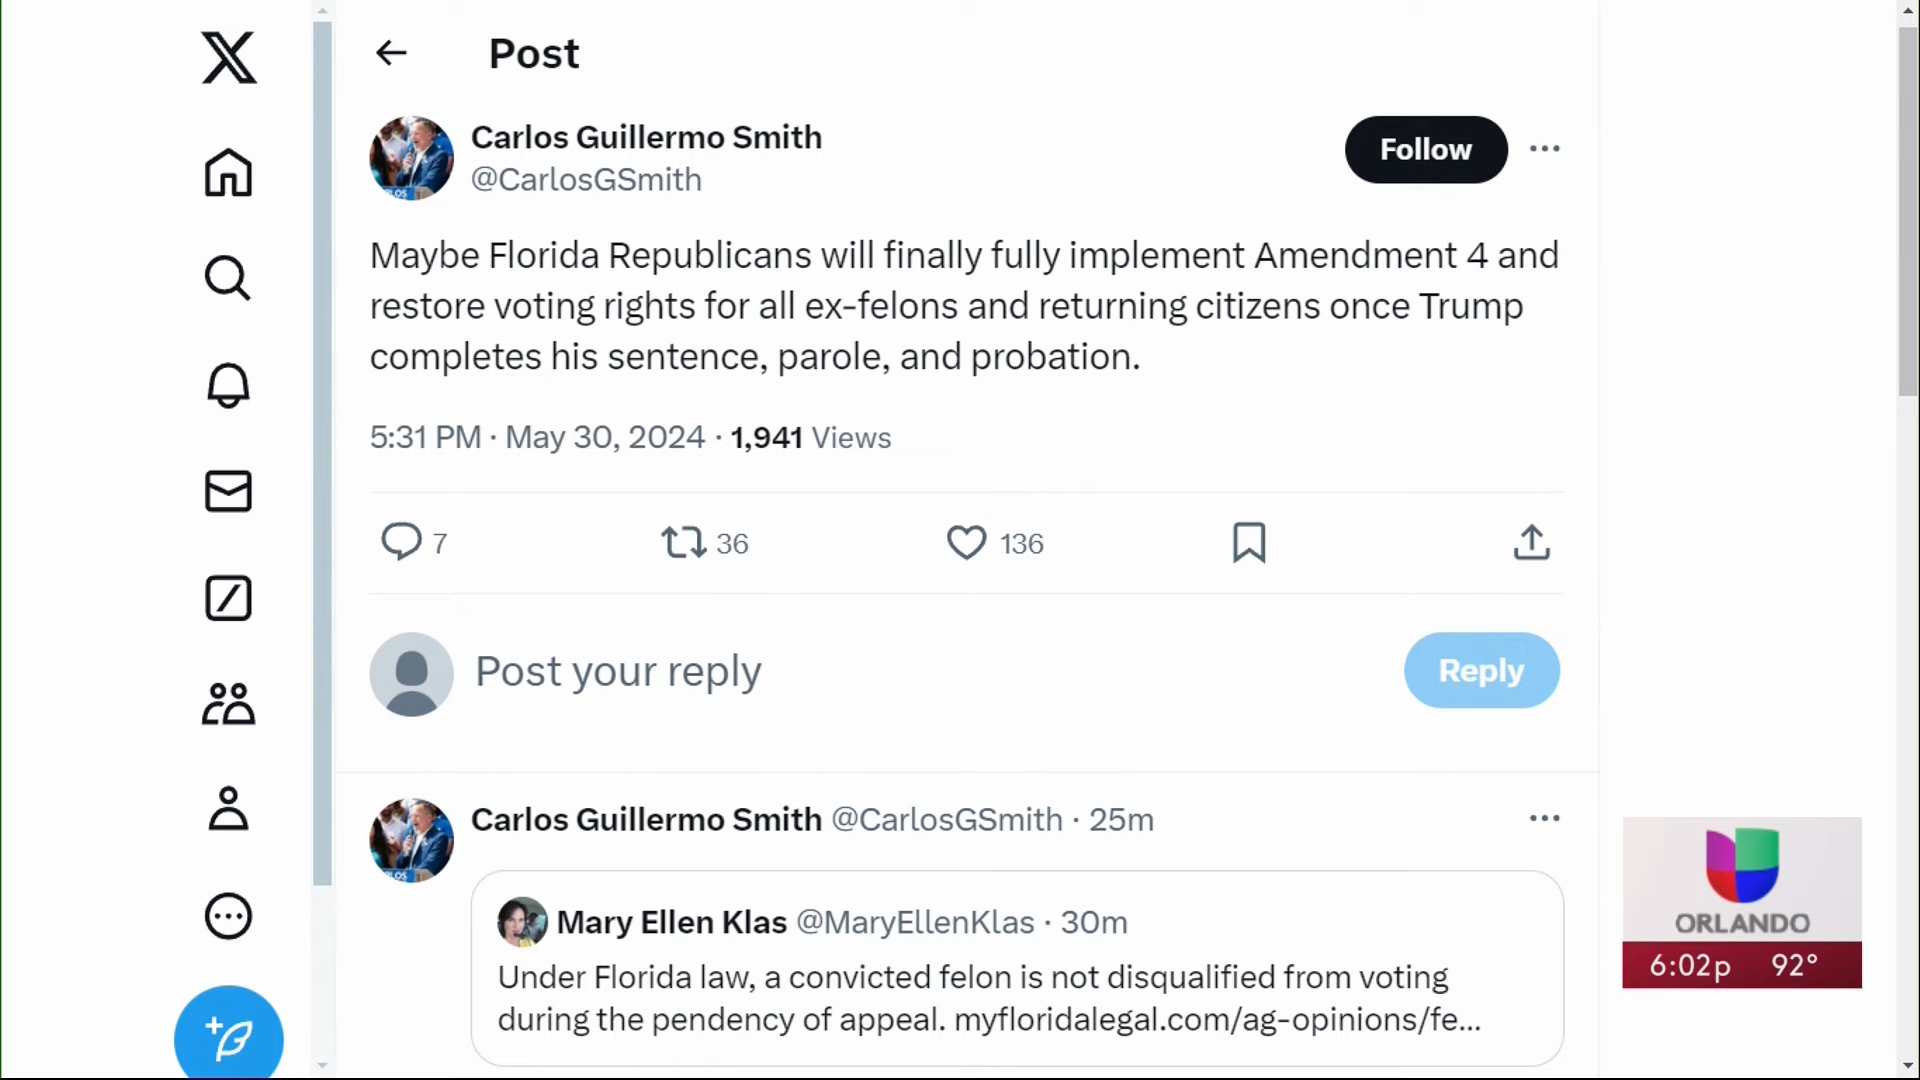 Post
Carlos Guillermo Smith
@CarlosGSmith
Follow
Maybe Florida Republicans will finally fully implement Amendment 4 and
restore voting rights for all ex-felons and returning citizens once Trump
completes his sentence, parole, and probation.
5:31 PM · May 30, 2024 · 1,941 Views
7
36
136
Post your reply
Reply
Carlos Guillermo Smith @CarlosGSmith · 25m
Mary Ellen Klas @MaryEllenKlas · 30m
Under Florida law, a convicted felon is not disqualified from voting
during the pendency of appeal. myfloridalegal.com/ag-opinions/fe...
ORLANDO
6:02p 92°